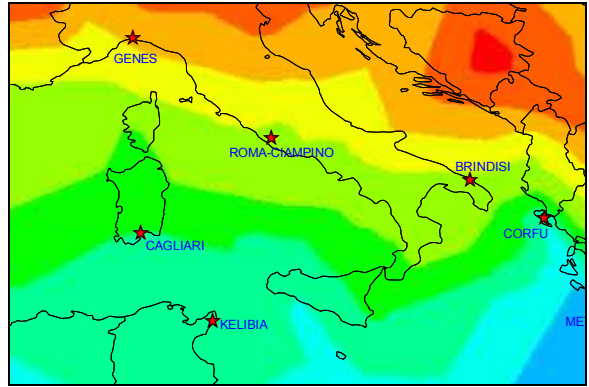 GENES
ROMA-CIAMPINO
BRINDISI
CORFU
CAGLIARI
KELIBIA
ME